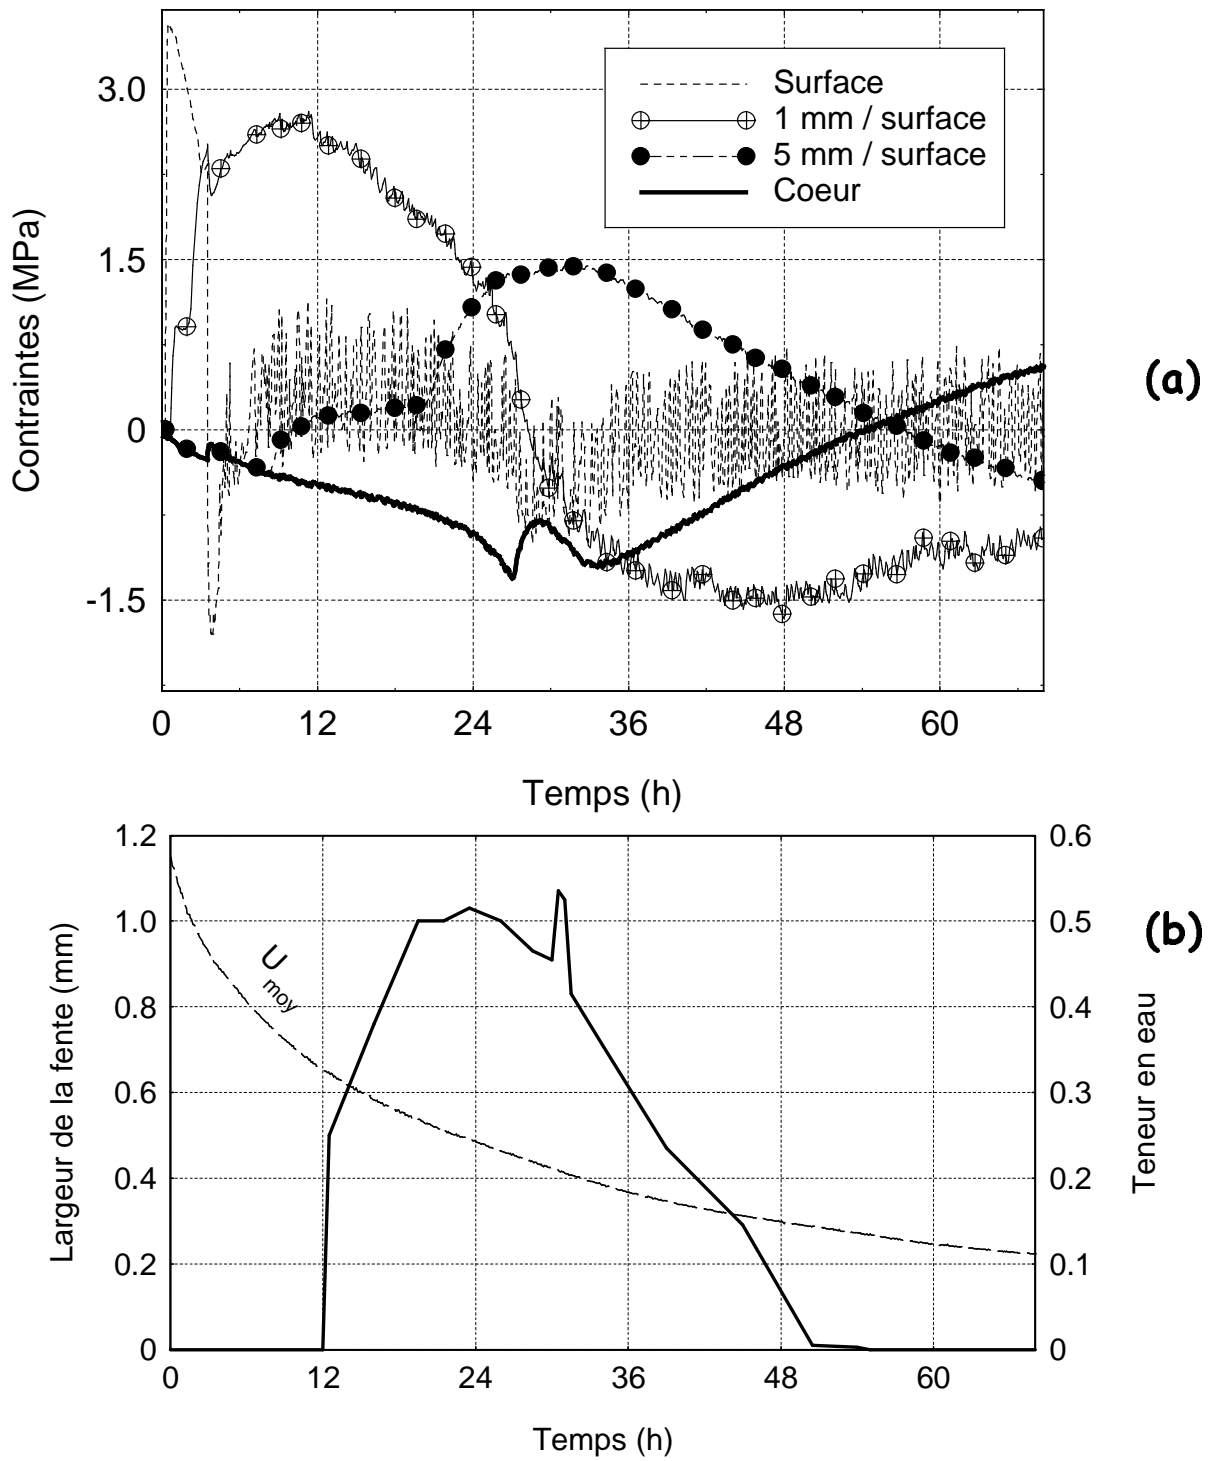 3.0
1.5
0
-1.5
Contraintes (MPa)
Surface
1 mm / surface
5 mm / surface
Coeur
(a)
0 12 24 36 48 60
Temps (h)
1.2
1.0
0.8
0.6
0.4
0.2
0
Largeur de la fente (mm)
U moy
0.6
0.5
0.4
0.3
0.2
0.1
0
Teneur en eau
(b)
0 12 24 36 48 60
Temps (h)